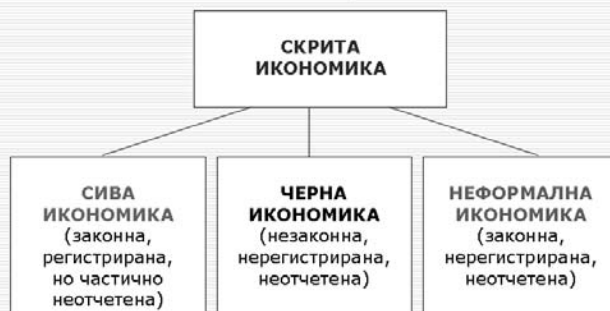 СКРИТА
ИКОНОМИКА
СИВА
ИКОНОМИКА
(законна,
регистрирана,
но частично
неотчетена)
ЧЕРНА
ИКОНОМИКА
(незаконна,
нерегистрирана,
неотчетена)
НЕФОРМАЛНА
ИКОНОМИКА
(законна,
нерегистрирана,
неотчетена)